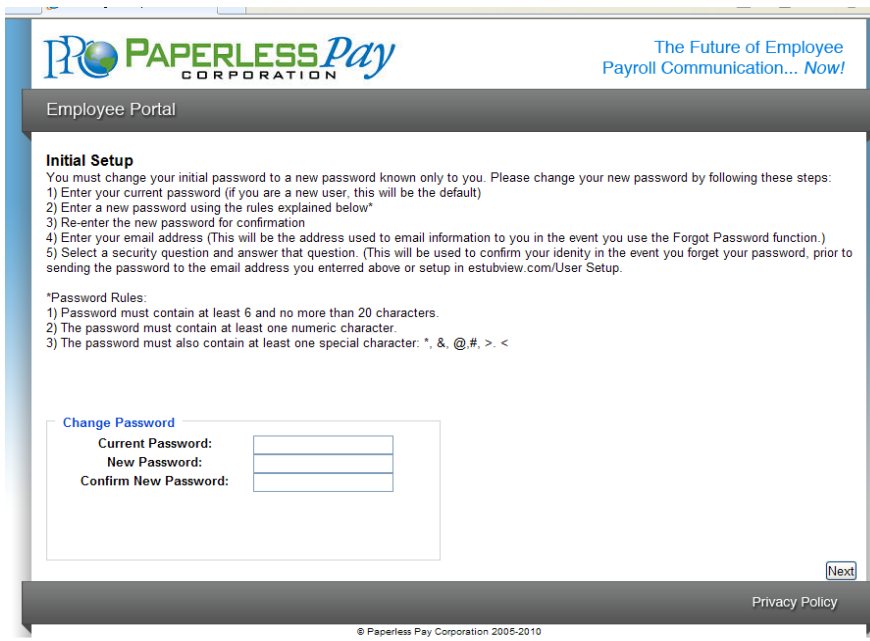 PPC PAPERLESS Pay
CORPORATION
The Future of Employee
Payroll Communication... Now!
Employee Portal
Initial Setup
You must change your initial password to a new password known only to you. Please change your new password by following these steps:
1) Enter your current password (if you are a new user, this will be the default)
2) Enter a new password using the rules explained below*
3) Re-enter the new password for confirmation
4) Enter your email address (This will be the address used to email information to you in the event you use the Forgot Password function.)
5) Select a security question and answer that question. (This will be used to confirm your idenity in the event you forget your password, prior to
sending the password to the email address you enterred above or setup in estubview.com/User Setup.
*Password Rules:
1) Password must contain at least 6 and no more than 20 characters.
2) The password must contain at least one numeric character.
3) The password must also contain at least one special character: *, &, @,#, >. <
Change Password
Current Password:
New Password:
Confirm New Password:
Next
Privacy Policy
© Paperless Pay Corporation 2005-2010